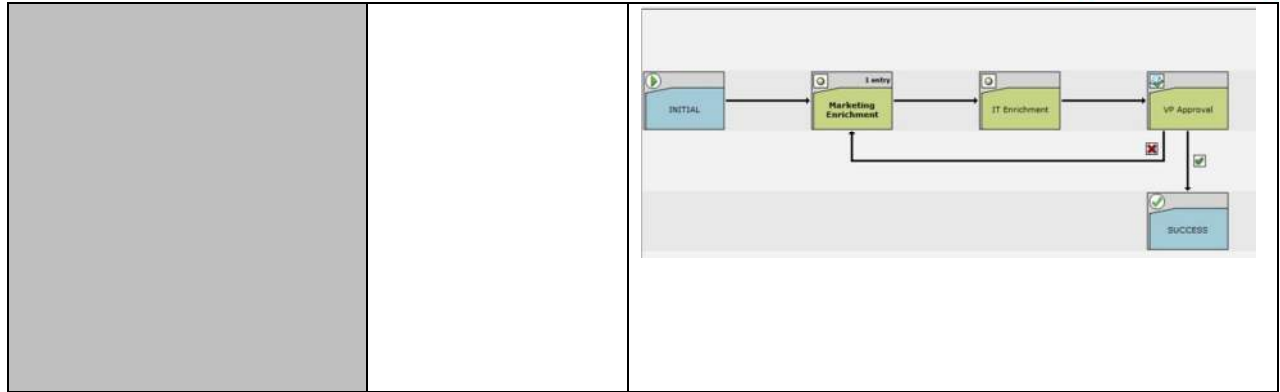 1 entry
INITIAL
Marketing
Enrichment
IT Enrichment
VP Approval
SUCCESS